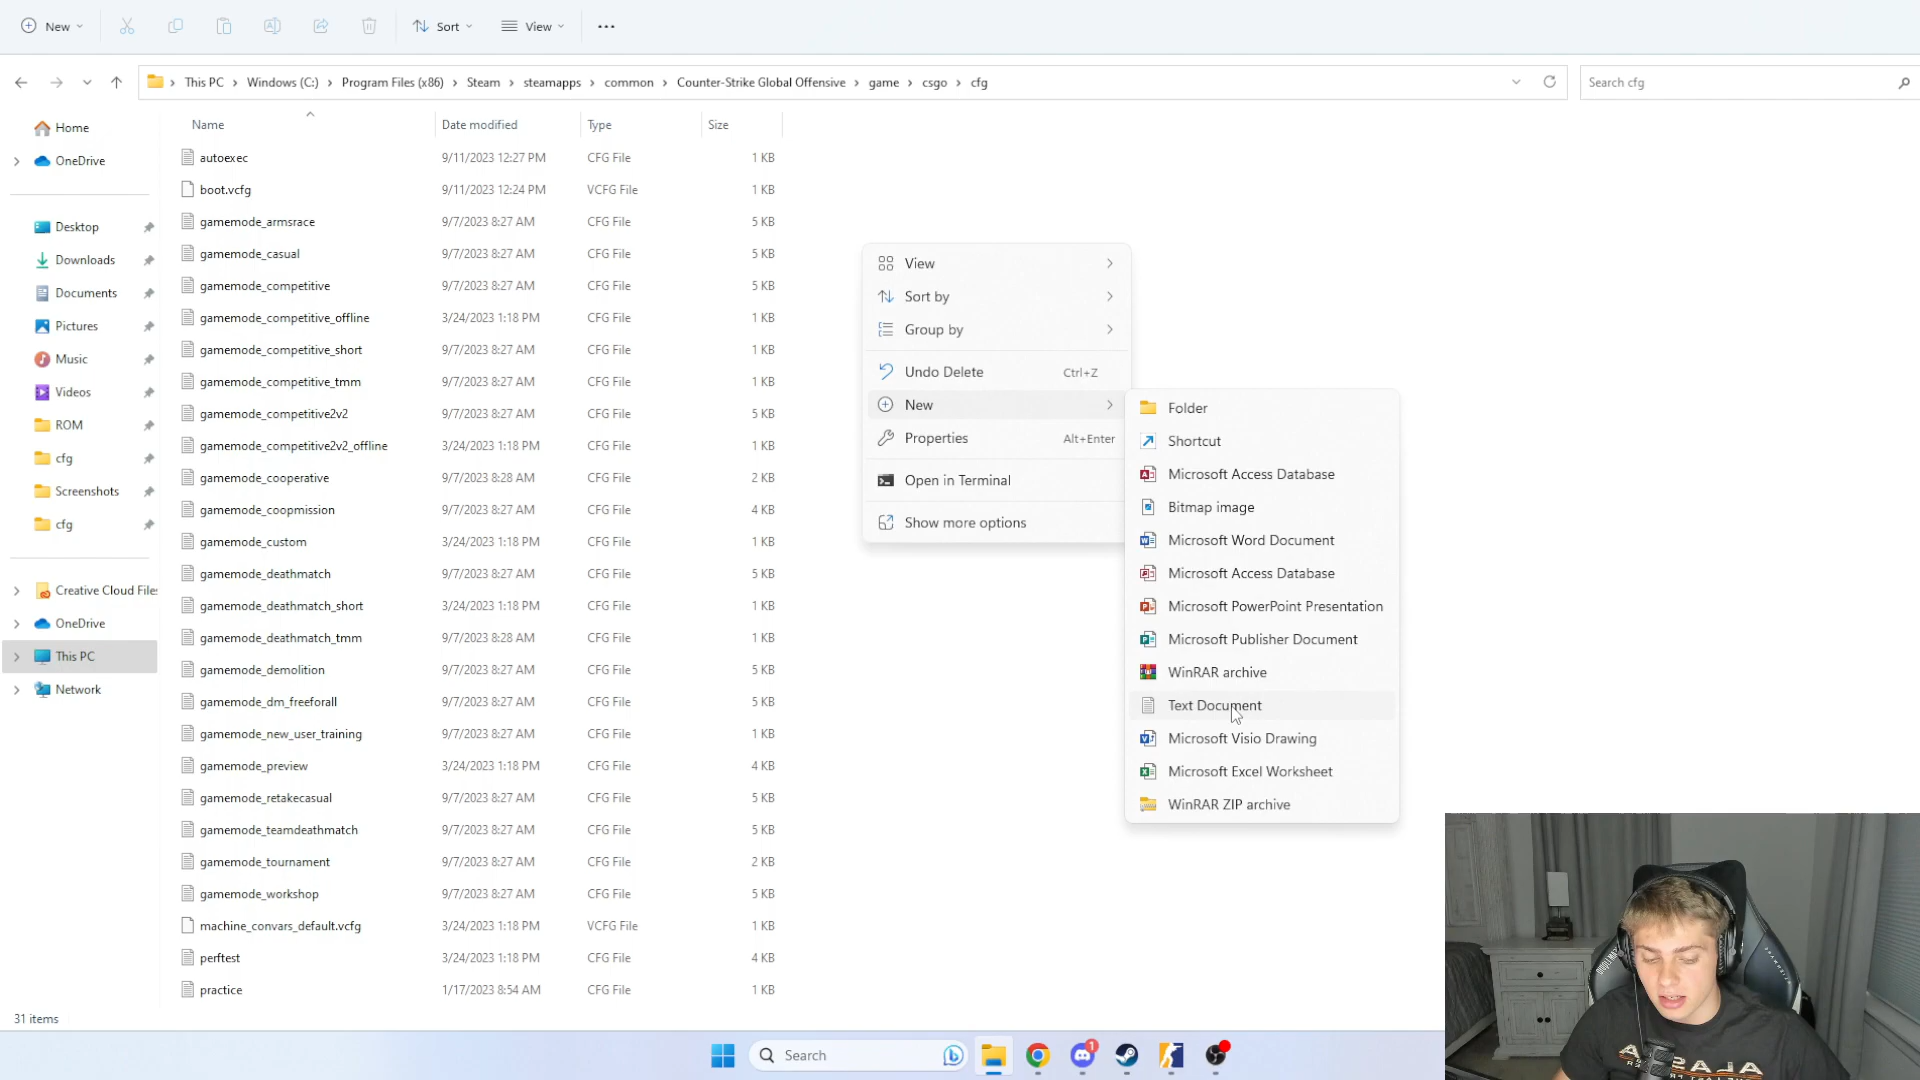 New Sort View ...
This PC Windows (C:) Program Files (x86) Steam steamapps common Counter-Strike Global Offensive game csgo cfg Search cfg
Name Date modified Type Size
Home
OneDrive
Desktop
Downloads
Documents
Pictures
Music
Videos
ROM
cfg
Screenshots
cfg
Creative Cloud Files
OneDrive
This PC
Network
autoexec 9/11/2023 12:27 PM CFG File 1 KB
boot.vcfg 9/11/2023 12:24 PM VCFG File 1 KB
gamemode_armsrace 9/7/2023 8:27 AM CFG File 5 KB
gamemode_casual 9/7/2023 8:27 AM CFG File 5 KB
gamemode_competitive 9/7/2023 8:27 AM CFG File 5 KB
gamemode_competitive_offline 3/24/2023 1:18 PM CFG File 1 KB
gamemode_competitive_short 9/7/2023 8:27 AM CFG File 1 KB
gamemode_competitive_tmm 9/7/2023 8:27 AM CFG File 1 KB
gamemode_competitive2v2 9/7/2023 8:27 AM CFG File 5 KB
gamemode_competitive2v2_offline 3/24/2023 1:18 PM CFG File 1 KB
gamemode_cooperative 9/7/2023 8:28 AM CFG File 2 KB
gamemode_coopmission 9/7/2023 8:27 AM CFG File 4 KB
gamemode_custom 3/24/2023 1:18 PM CFG File 1 KB
gamemode_deathmatch 9/7/2023 8:27 AM CFG File 5 KB
gamemode_deathmatch_short 3/24/2023 1:18 PM CFG File 1 KB
gamemode_deathmatch_tmm 9/7/2023 8:28 AM CFG File 1 KB
gamemode_demolition 9/7/2023 8:27 AM CFG File 5 KB
gamemode_dm_freeforall 9/7/2023 8:27 AM CFG File 5 KB
gamemode_new_user_training 9/7/2023 8:27 AM CFG File 1 KB
gamemode_preview 3/24/2023 1:18 PM CFG File 4 KB
gamemode_retakecasual 9/7/2023 8:27 AM CFG File 5 KB
gamemode_teamdeathmatch 9/7/2023 8:27 AM CFG File 5 KB
gamemode_tournament 9/7/2023 8:27 AM CFG File 2 KB
gamemode_workshop 9/7/2023 8:27 AM CFG File 5 KB
machine_convars_default.vcfg 3/24/2023 1:18 PM VCFG File 1 KB
perftest 3/24/2023 1:18 PM CFG File 4 KB
practice 1/17/2023 8:54 AM CFG File 1 KB
View
Sort by
Group by
Undo Delete Ctrl+Z
New
Properties Alt+Enter
Open in Terminal
Show more options
Folder
Shortcut
Microsoft Access Database
Bitmap image
Microsoft Word Document
Microsoft Access Database
Microsoft PowerPoint Presentation
Microsoft Publisher Document
WinRAR archive
Text Document
Microsoft Visio Drawing
Microsoft Excel Worksheet
WinRAR ZIP archive
31 items
Search
1